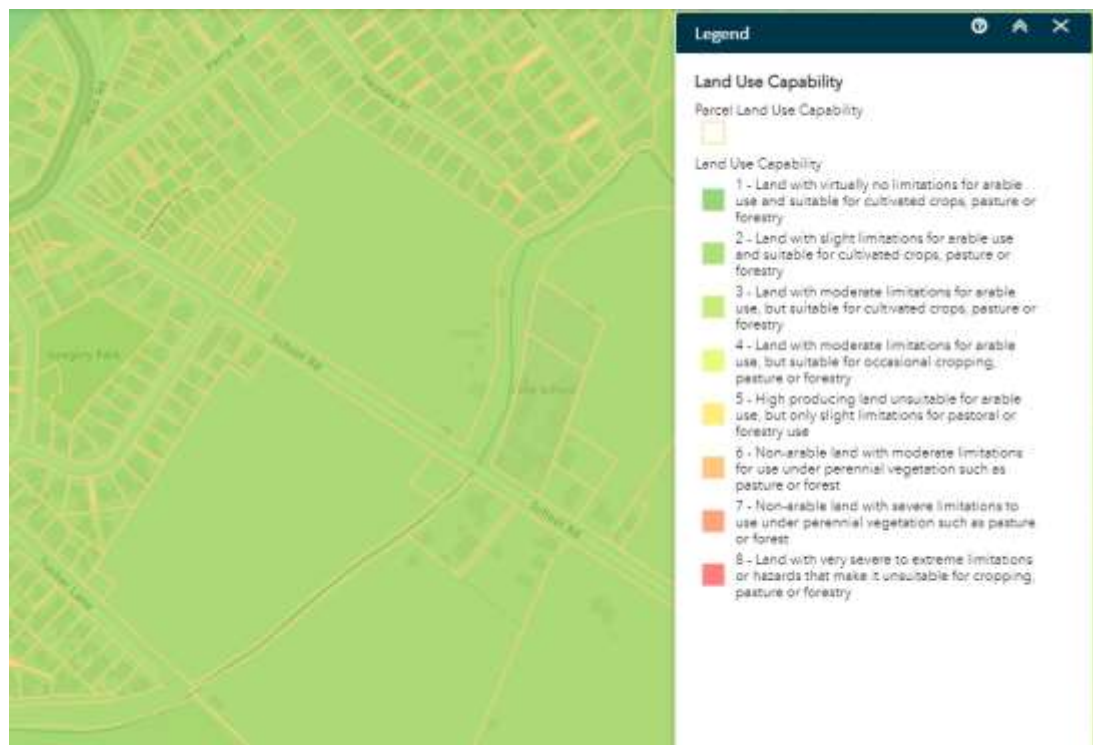 Legend
Land Use Capability
Parcel Land Use Capability
Land Use Capability
1 - Land with virtually no limitations for arable
use and suitable for cultivated crops, pasture or
forestry
2 - Land with slight limitations for arable use
and suitable for cultivated crops, pasture or
forestry
3 - Land with moderate limitations for arable
use, but suitable for cultivated crops, pasture or
forestry
4 - Land with moderate limitations for arable
use, but suitable for occasional cropping,
pasture or forestry
5 - High producing land unsuitable for arable
use, but only slight limitations for pastoral or
forestry use
6 - Non-arable land with moderate limitations
for use under perennial vegetation such as
pasture or forest
7 - Non-arable land with severe limitations to
use under perennial vegetation such as pasture
or forest
8 - Land with very severe to extreme limitations
or hazards that make it unsuitable for cropping,
pasture or forestry
Gregory Park
School Rd
School Rd
Lane